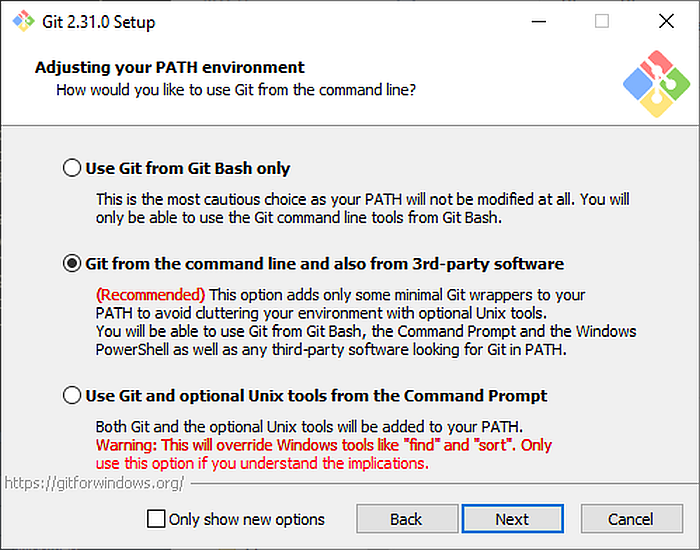 Git 2.31.0 Setup
Adjusting your PATH environment
How would you like to use Git from the command line?
Use Git from Git Bash only
This is the most cautious choice as your PATH will not be modified at all. You will
only be able to use the Git command line tools from Git Bash.
Git from the command line and also from 3rd-party software
(Recommended) This option adds only some minimal Git wrappers to your
PATH to avoid cluttering your environment with optional Unix tools.
You will be able to use Git from Git Bash, the Command Prompt and the Windows
PowerShell as well as any third-party software looking for Git in PATH.
Use Git and optional Unix tools from the Command Prompt
Both Git and the optional Unix tools will be added to your PATH.
Warning: This will override Windows tools like "find" and "sort". Only
use this option if you understand the implications.
https://gitforwindows.org/
Only show new options
Back
Next
Cancel